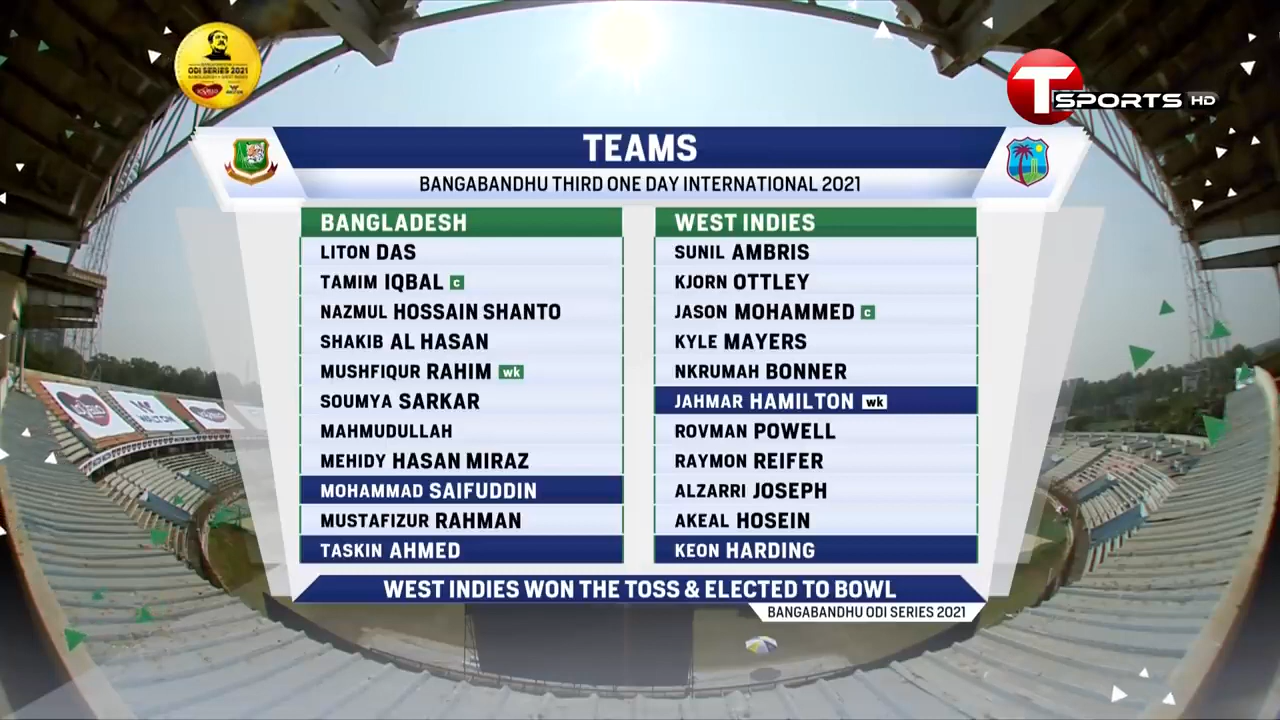 ODI SERIES 2021
T SPORTS HD
TEAMS
BANGABANDHU THIRD ONE DAY INTERNATIONAL 2021
BANGLADESH
LITON DAS
TAMIM IQBAL c
NAZMUL HOSSAIN SHANTO
SHAKIB AL HASAN
MUSHFIQUR RAHIM wk
SOUMYA SARKAR
MAHMUDULLAH
MEHIDY HASAN MIRAZ
MOHAMMAD SAIFUDDIN
MUSTAFIZUR RAHMAN
TASKIN AHMED
WEST INDIES
SUNIL AMBRIS
KJORN OTTLEY
JASON MOHAMMED c
KYLE MAYERS
NKRUMAH BONNER
JAHMAR HAMILTON wk
ROVMAN POWELL
RAYMON REIFER
ALZARRI JOSEPH
AKEAL HOSEIN
KEON HARDING
WEST INDIES WON THE TOSS & ELECTED TO BOWL
BANGABANDHU ODI SERIES 2021